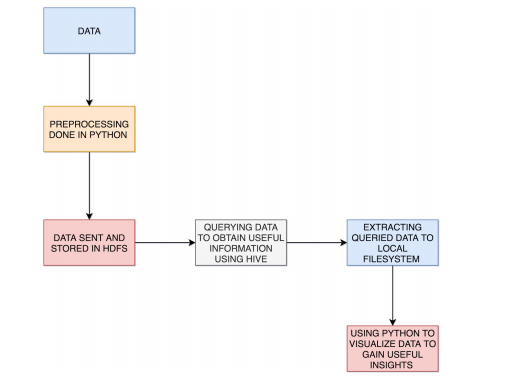 DATA
PREPROCESSING
DONE IN PYTHON
DATA SENT AND
STORED IN HDFS
QUERYING DATA
TO OBTAIN USEFUL
INFORMATION
USING HIVE
EXTRACTING
QUERIED DATA TO
LOCAL
FILESYSTEM
USING PYTHON TO
VISUALIZE DATA TO
GAIN USEFUL
INSIGHTS